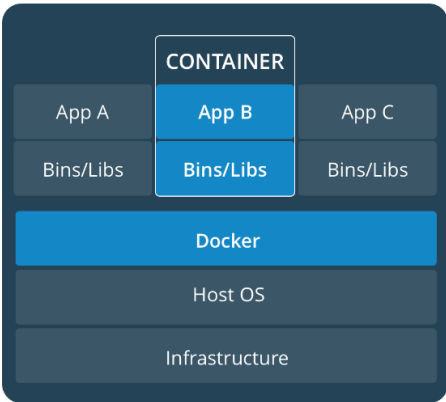 CONTAINER
App A App B App C
Bins/Libs Bins/Libs Bins/Libs
Docker
Host OS
Infrastructure